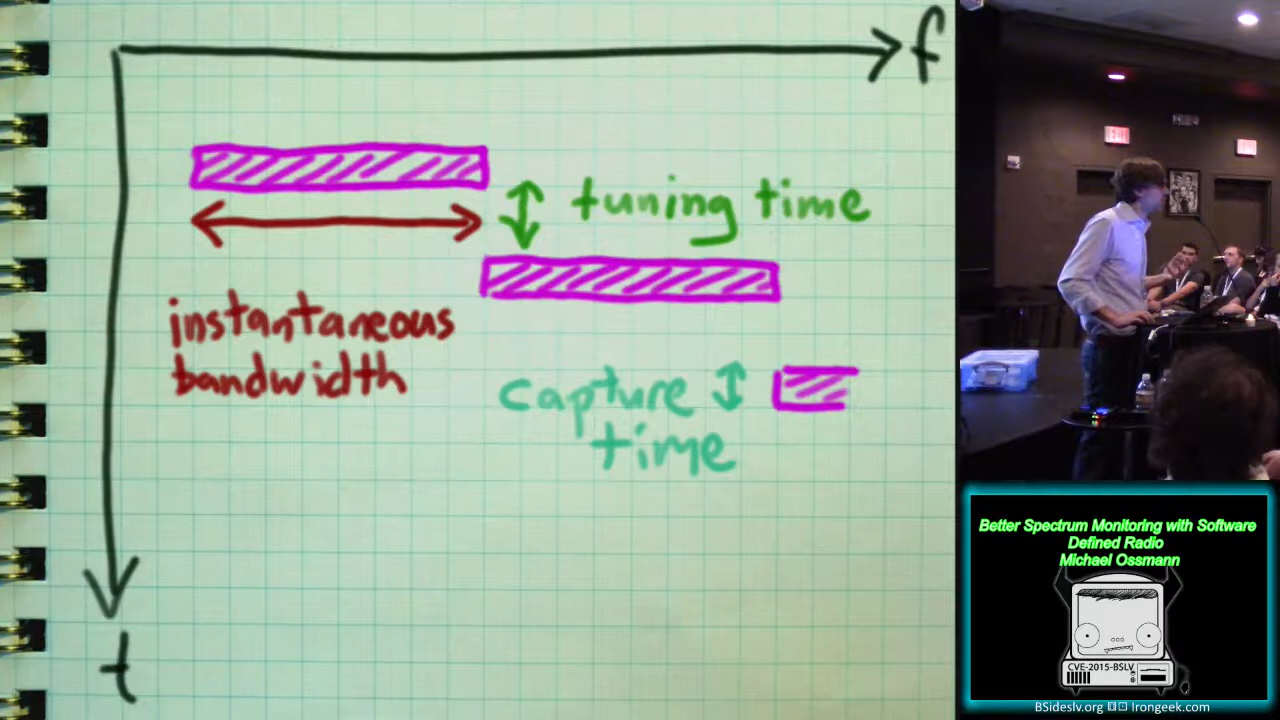 f
tuning time
instantaneous
bandwidth
capture
time
t
Better Spectrum Monitoring with Software
Defined Radio
Michael Ossmann
CVE-2015-BSLV
BSideslv.org
Irongeek.com